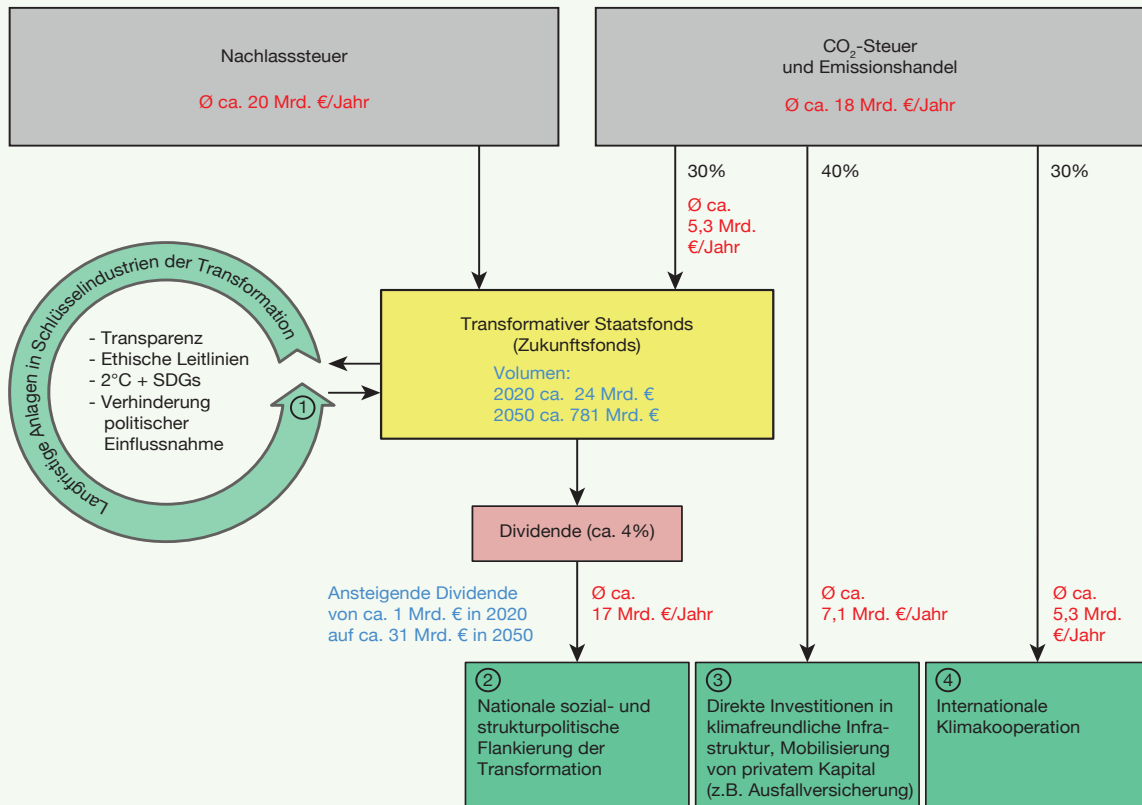 Nachlasssteuer
Ø ca. 20 Mrd. €/Jahr
CO₂-Steuer
und Emissionshandel
Ø ca. 18 Mrd. €/Jahr
30%
Ø ca.
5,3 Mrd.
€/Jahr
40%
30%
Langfristige Anlagen in Schlüsselindustrien der Transformation
- Transparenz
- Ethische Leitlinien
- 2°C + SDGs
- Verhinderung
politischer
Einflussnahme
1
Transformativer Staatsfonds
(Zukunftsfonds)
Volumen:
2020 ca. 24 Mrd. €
2050 ca. 781 Mrd. €
Dividende (ca. 4%)
Ansteigende Dividende
von ca. 1 Mrd. € in 2020
auf ca. 31 Mrd. € in 2050
Ø ca.
17 Mrd. €/Jahr
Ø ca.
7,1 Mrd. €/Jahr
Ø ca.
5,3 Mrd.
€/Jahr
2
Nationale sozial- und
strukturpolitische
Flankierung der
Transformation
3
Direkte Investitionen in
klimafreundliche Infra-
struktur, Mobilisierung
von privatem Kapital
(z.B. Ausfallversicherung)
4
Internationale
Klimakooperation